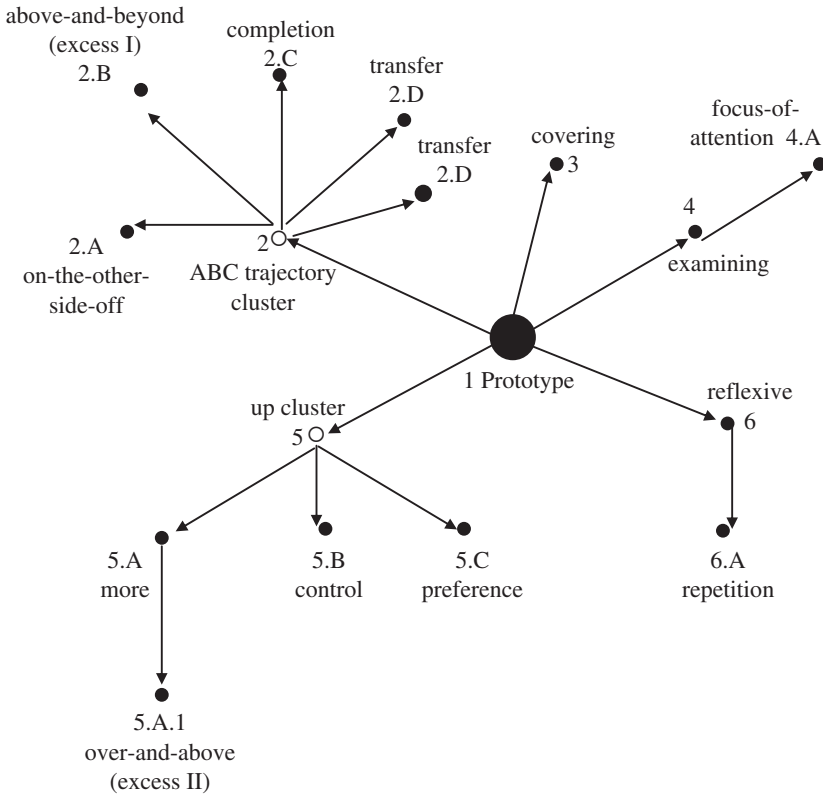 above-and-beyond
(excess I)
2.B
completion
2.C
transfer
2.D
transfer
2.D
covering
3
focus-of-
attention 4.A
4
examining
2.A
on-the-other-
side-off
2
ABC trajectory
cluster
1 Prototype
up cluster
5
reflexive
6
5.A
more
5.B
control
5.C
preference
6.A
repetition
5.A.1
over-and-above
(excess II)